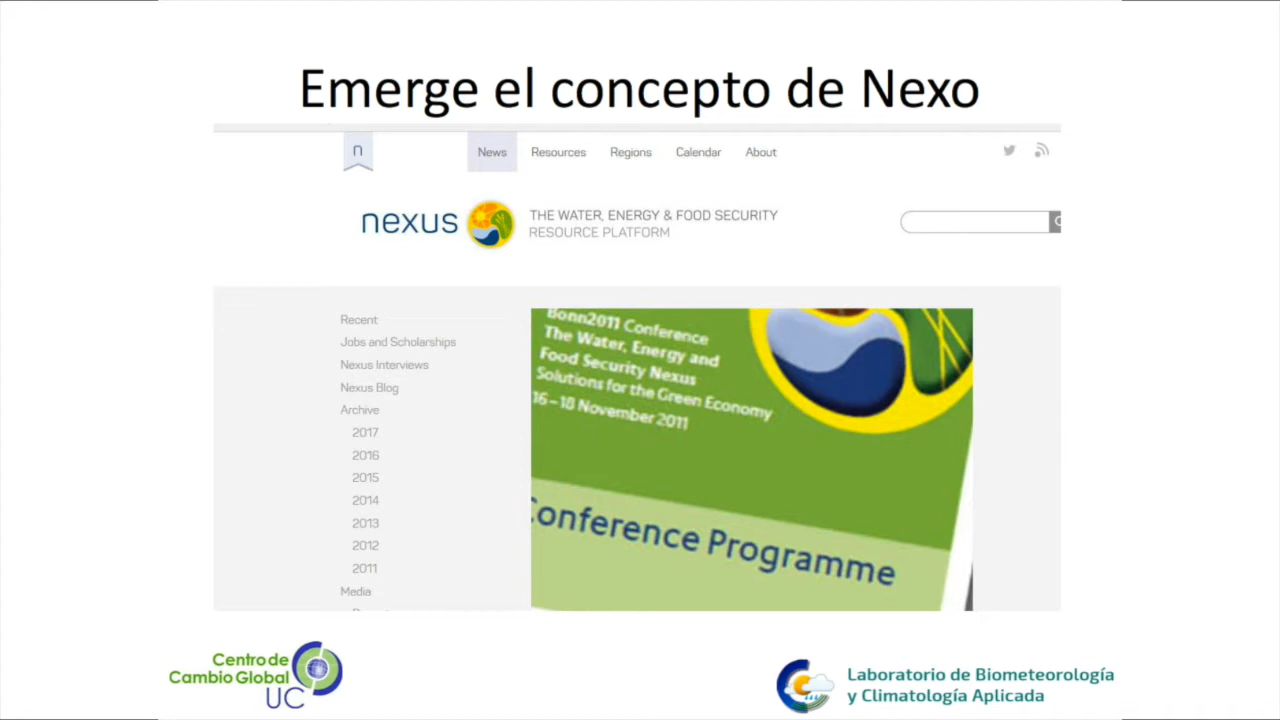 Emerge el concepto de Nexo
n
News Resources Regions Calendar About
nexus
THE WATER, ENERGY & FOOD SECURITY
RESOURCE PLATFORM
Recent
Jobs and Scholarships
Nexus Interviews
Nexus Blog
Archive
2017
2016
2015
2014
2013
2012
2011
Media
Bonn2011 Conference
The Water, Energy and
Food Security Nexus
Solutions for the Green Economy
16–18 November 2011
Conference Programme
Centro de
Cambio Global
UC
Laboratorio de Biometeorología
y Climatología Aplicada